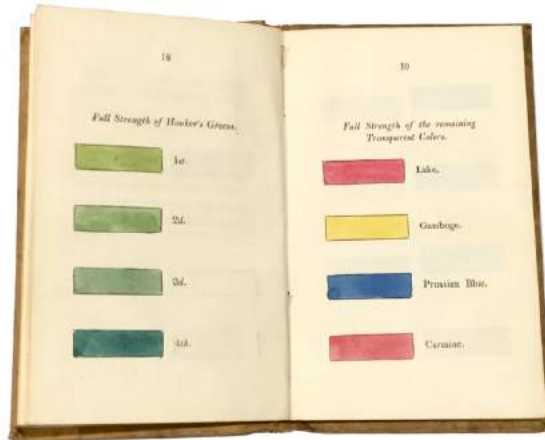 18
Full Strength of Hooker's Greens.
1st.
2d.
3d.
4th.
19
Full Strength of the remaining
Transparent Colors.
Lake.
Gamboge.
Prussian Blue.
Carmine.